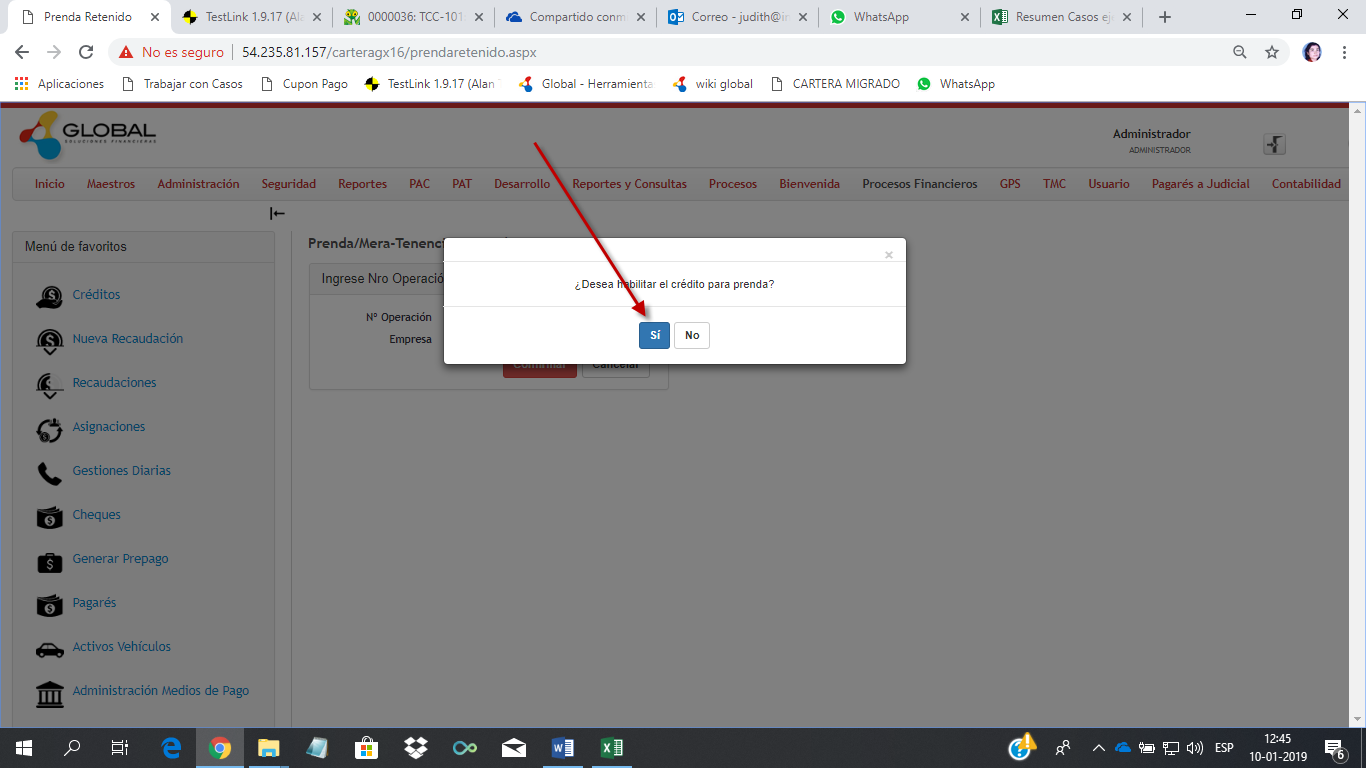 Prenda Retenido
TestLink 1.9.17 (Ala
0000036: TCC-101
Compartido conm
Correo - judith@in
WhatsApp
Resumen Casos eje
No es seguro
54.235.81.157/carteragx16/prendaretenido.aspx
Aplicaciones
Trabajar con Casos
Cupon Pago
TestLink 1.9.17 (Alan
Global - Herramienta
wiki global
CARTERA MIGRADO
WhatsApp
GLOBAL
SOLUCIONES FINANCIERAS
Administrador
ADMINISTRADOR
Inicio
Maestros
Administración
Seguridad
Reportes
PAC
PAT
Desarrollo
Reportes y Consultas
Procesos
Bienvenida
Procesos Financieros
GPS
TMC
Usuario
Pagarés a Judicial
Contabilidad
Menú de favoritos
Créditos
Nueva Recaudación
Recaudaciones
Asignaciones
Gestiones Diarias
Cheques
Generar Prepago
Pagarés
Activos Vehículos
Administración Medios de Pago
Prenda/Mera-Tenenc
Ingrese Nro Operació
N° Operación
Empresa
Confirmar
Cancelar
×
¿Desea habilitar el crédito para prenda?
Sí
No
ESP
12:45
10-01-2019
6